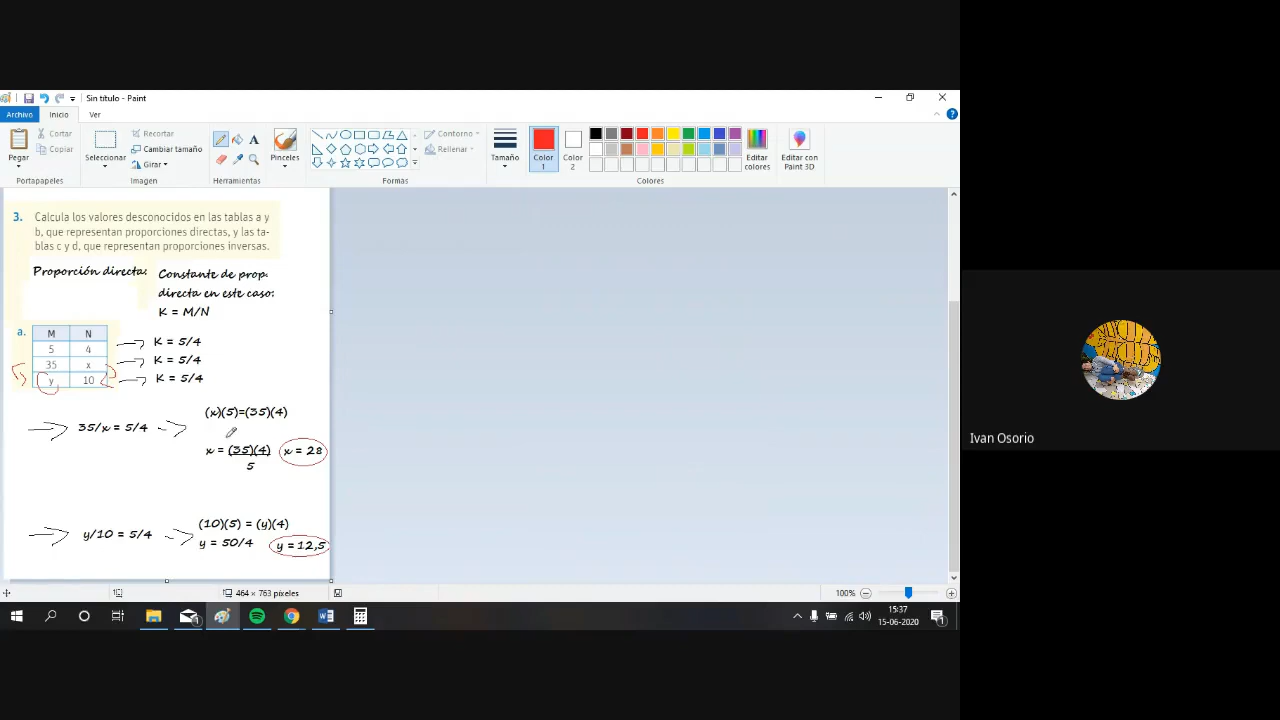 Sin título - Paint
Archivo Inicio Ver
Pegar
Cortar
Copiar
Portapapeles
Seleccionar
Recortar
Cambiar tamaño
Girar
Imagen
A
Herramientas
Pinceles
Contorno
Rellenar
Formas
Tamaño
Color 1
Color 2
Colores
Editar colores
Editar con Paint 3D
3. Calcula los valores desconocidos en las tablas a y
b, que representan proporciones directas, y las ta-
blas c y d, que representan proporciones inversas.
Proporción directa:
Constante de prop.
directa en este caso:
K = M/N
a.
M N
5 4 K = 5/4
35 x K = 5/4
y 10 K = 5/4
35/x = 5/4
(x)(5)=(35)(4)
x = (35)(4)
5
x = 28
y/10 = 5/4
(10)(5) = (y)(4)
y = 50/4
y = 12,5
464 × 763 píxeles
100%
15:37
15-06-2020
Ivan Osorio